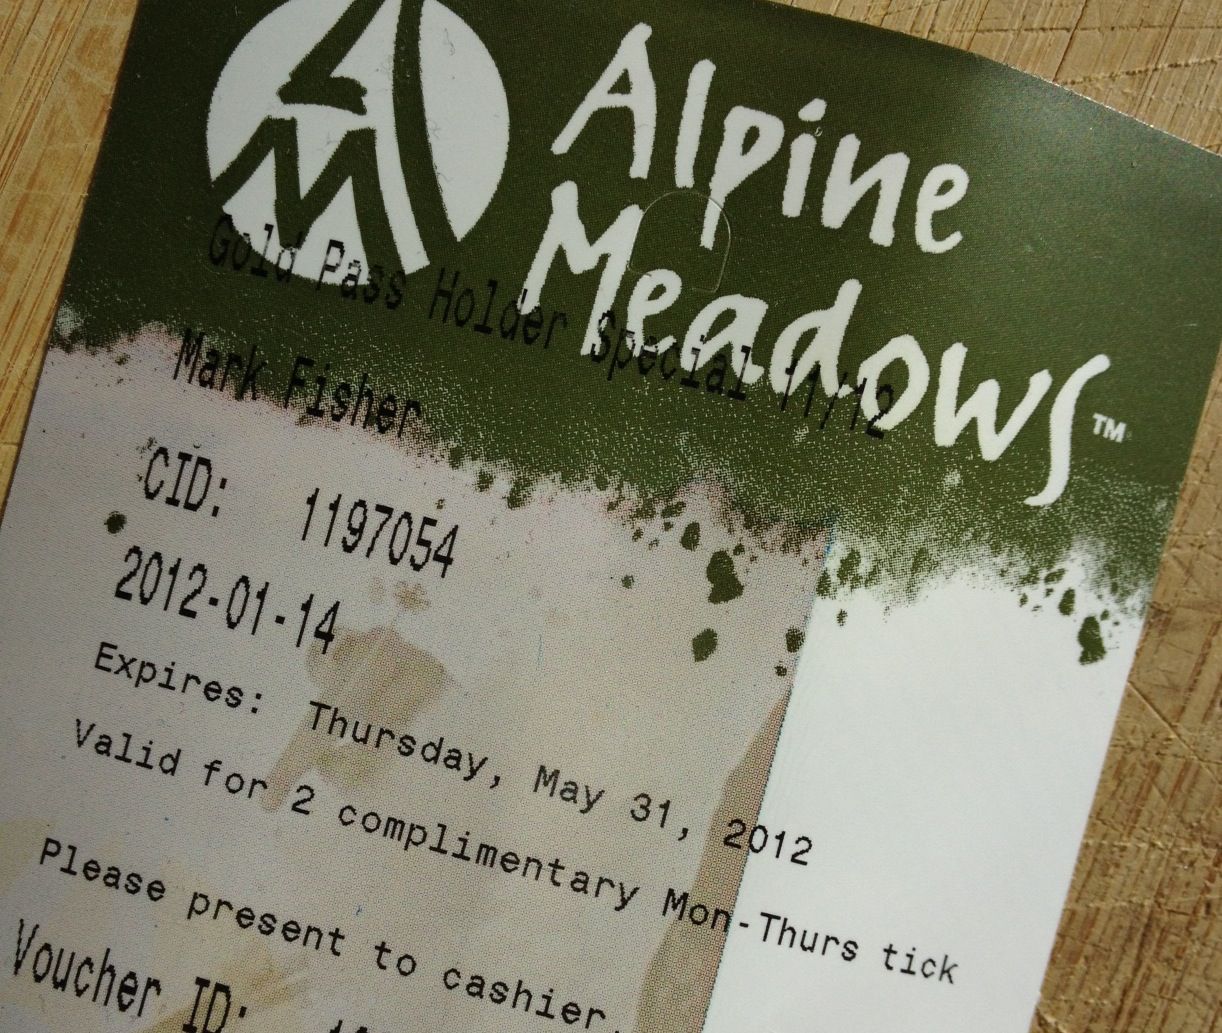 Alpine
Meadows™
Gold Pass Holder Special 11/12
Mark Fisher
CID: 1197054
2012-01-14
Expires: Thursday, May 31, 2012
Valid for 2 complimentary Mon-Thurs tick
Please present to cashier.
Voucher ID: